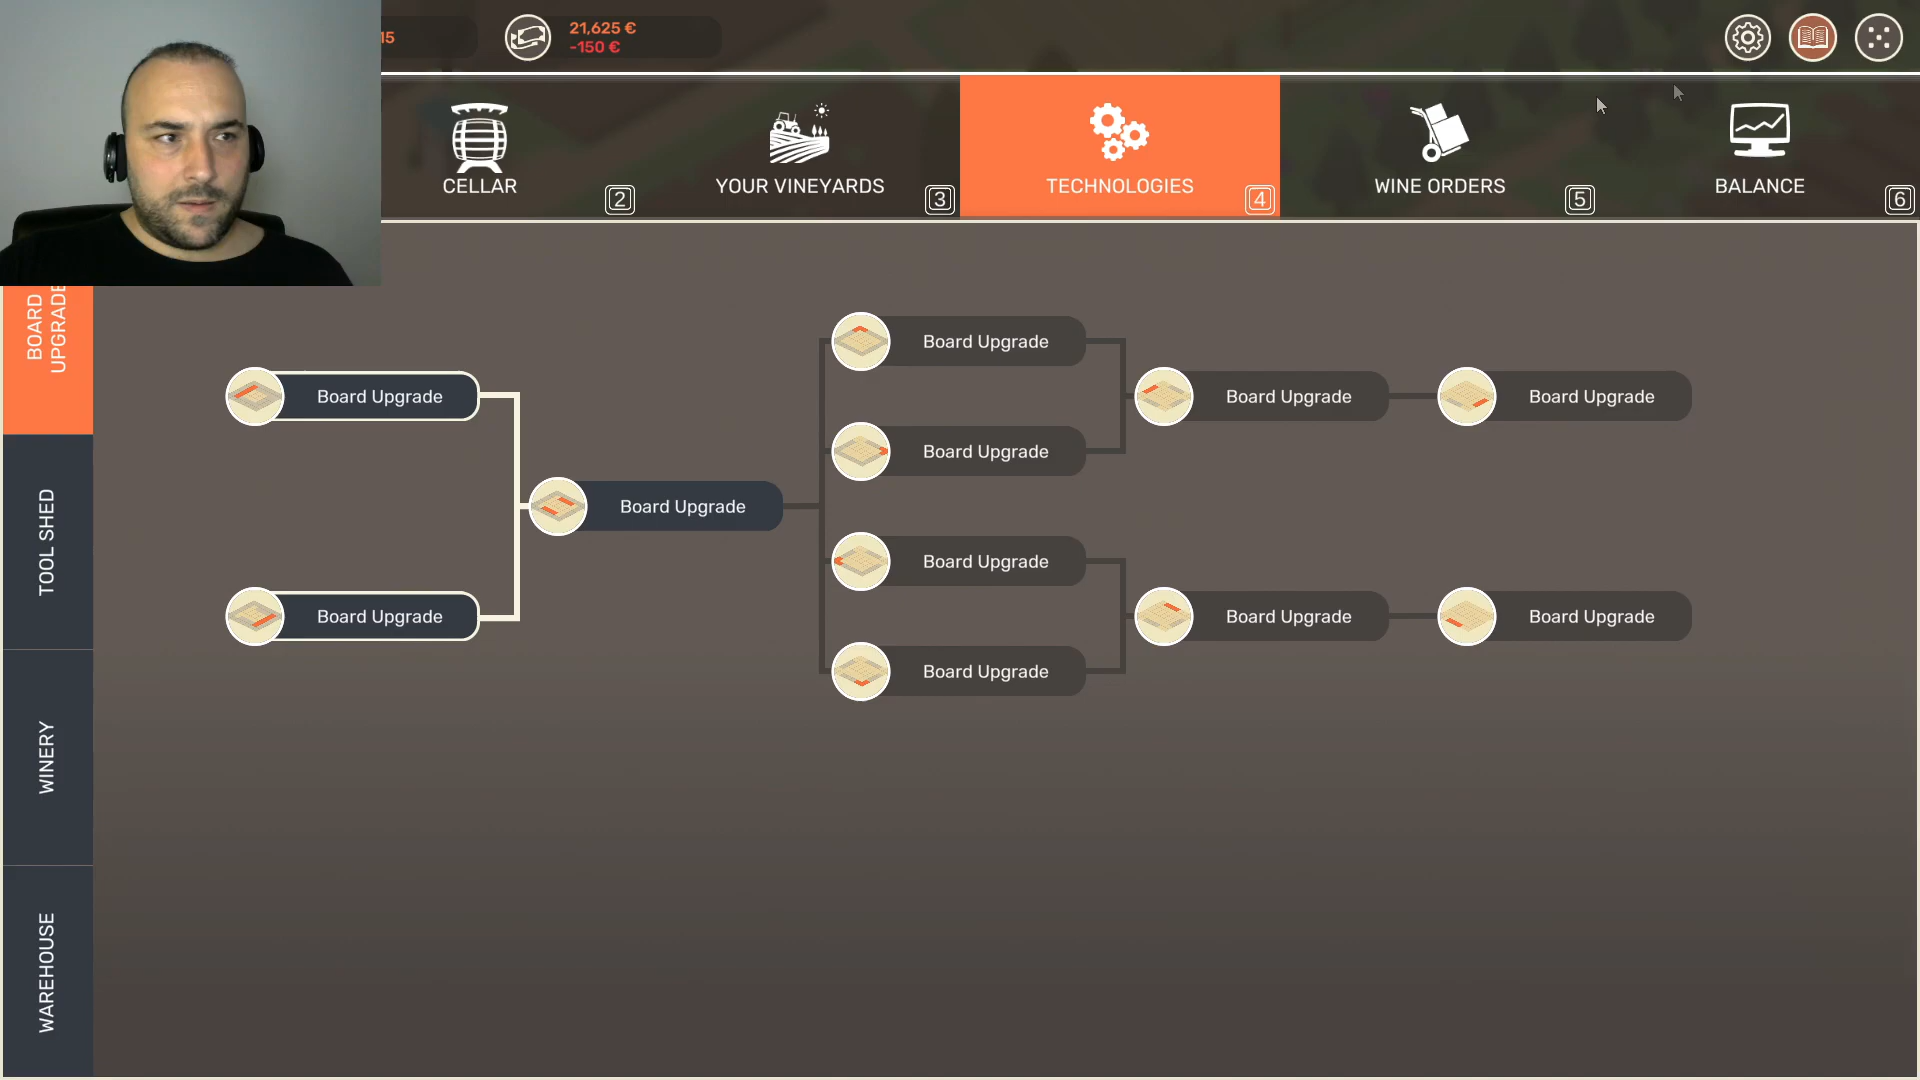 15
21,625 €
-150 €
CELLAR
2
YOUR VINEYARDS
3
TECHNOLOGIES
4
WINE ORDERS
5
BALANCE
6
BOARD
UPGRADE
TOOL SHED
WINERY
WAREHOUSE
Board Upgrade
Board Upgrade
Board Upgrade
Board Upgrade
Board Upgrade
Board Upgrade
Board Upgrade
Board Upgrade
Board Upgrade
Board Upgrade
Board Upgrade